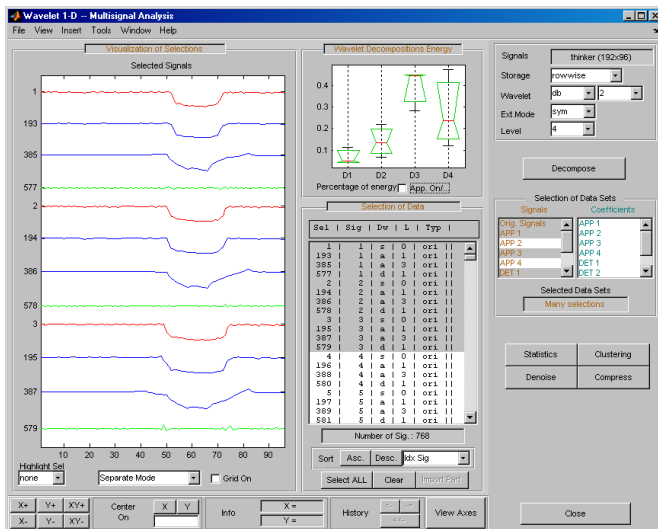 Wavelet 1-D -- Multisignal Analysis
File View Insert Tools Window Help
Visualization of Selections
Selected Signals
1
193
385
577
2
194
386
578
3
195
387
579
10 20 30 40 50 60 70 80 90
Highlight Sel
none
Separate Mode
Grid On
Wavelet Decompositions Energy
0.4
0.3
0.2
0.1
D1 D2 D3 D4
Percentage of energy
App. On/...
Selection of Data
Sel | Sig | Dw | L | Typ |
1 | 1 | s | 0 | ori ||
193 | 1 | a | 1 | ori ||
385 | 1 | a | 3 | ori ||
577 | 1 | d | 1 | ori ||
2 | 2 | s | 0 | ori ||
194 | 2 | a | 1 | ori ||
386 | 2 | a | 3 | ori ||
578 | 2 | d | 1 | ori ||
3 | 3 | s | 0 | ori ||
195 | 3 | a | 1 | ori ||
387 | 3 | a | 3 | ori ||
579 | 3 | d | 1 | ori ||
4 | 4 | s | 0 | ori ||
196 | 4 | a | 1 | ori ||
388 | 4 | a | 3 | ori ||
580 | 4 | d | 1 | ori ||
5 | 5 | s | 0 | ori ||
197 | 5 | a | 1 | ori ||
389 | 5 | a | 3 | ori ||
581 | 5 | d | 1 | ori ||
Number of Sig. : 768
Sort Asc. Desc. Idx Sig
Select ALL Clear Import Part.
Signals thinker (192x96)
Storage rowwise
Wavelet db 2
Ext.Mode sym
Level 4
Decompose
Selection of Data Sets
Signals Coefficients
Orig. Signals APP 1
APP 1 APP 2
APP 2 APP 3
APP 3 APP 4
APP 4 DET 1
DET 1 DET 2
Selected Data Sets
Many selections
Statistics Clustering
Denoise Compress
X+ Y+ XY+
X- Y- XY-
Center
On
X Y
Info
X =
Y =
History
<- ->
<<-
View Axes
Close